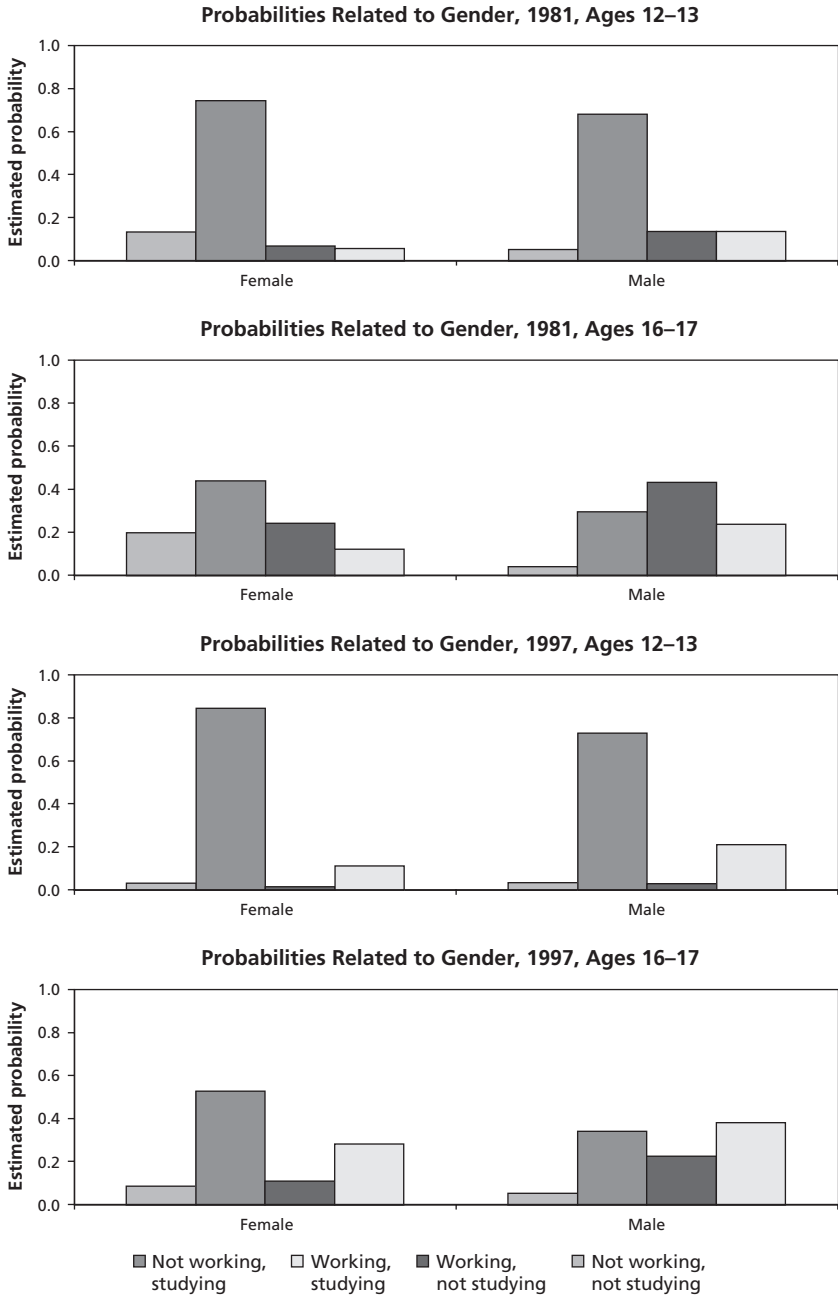 Probabilities Related to Gender, 1981, Ages 12–13
Estimated probability
1.0
0.8
0.6
0.4
0.2
0.0
Female
Male
Probabilities Related to Gender, 1981, Ages 16–17
Estimated probability
1.0
0.8
0.6
0.4
0.2
0.0
Female
Male
Probabilities Related to Gender, 1997, Ages 12–13
Estimated probability
1.0
0.8
0.6
0.4
0.2
0.0
Female
Male
Probabilities Related to Gender, 1997, Ages 16–17
Estimated probability
1.0
0.8
0.6
0.4
0.2
0.0
Female
Male
Not working,
studying
Working,
studying
Working,
not studying
Not working,
not studying